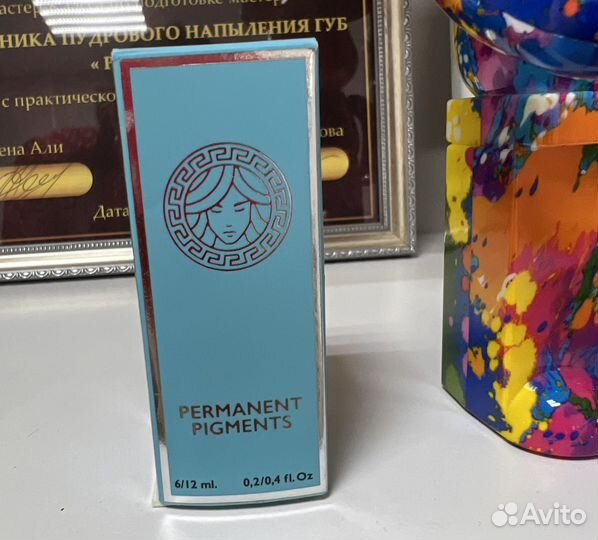 НИКА ПУДРОВОГО НАПЫЛЕНИЯ ГУБ
« Р
с практическо
ена Али
ова
Дата
PERMANENT
PIGMENTS
6/12 ml. 0,2/0,4 fl. Oz
Avito